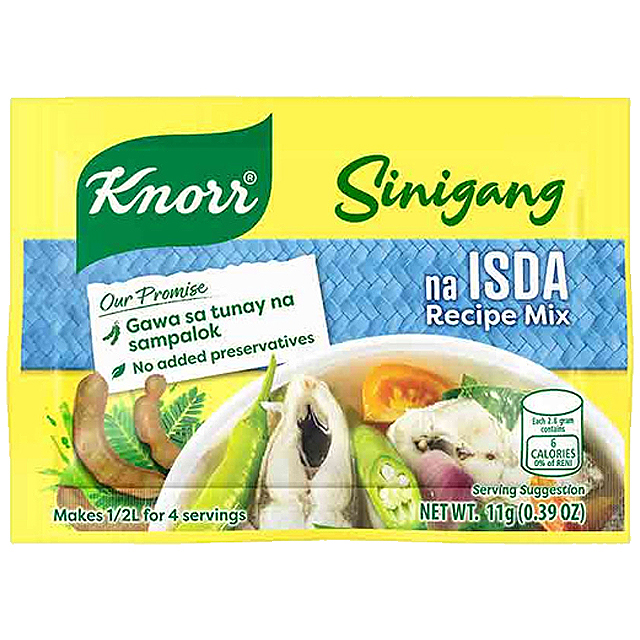 Knorr®
Sinigang
na ISDA
Recipe Mix
Our Promise
Gawa sa tunay na
sampalok
No added preservatives
Each 2.8 gram
contains
6
CALORIES
0% of RENI
Serving Suggestion
Makes 1/2L for 4 servings
NET WT. 11g (0.39 OZ)